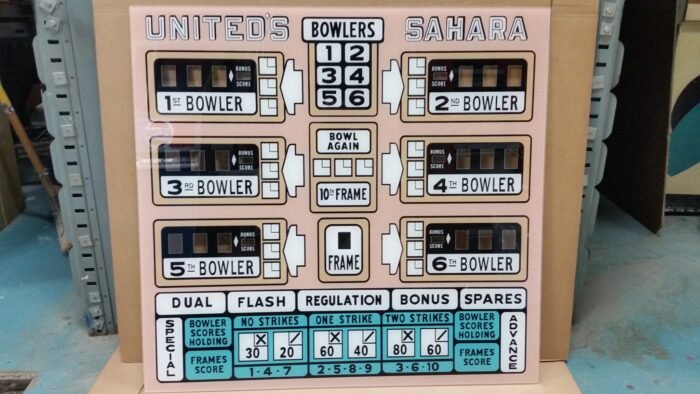 UNITED'S
BOWLERS
SAHARA
1 2
3 4
5 6
BONUS
SCORE
1ST BOWLER
BONUS
SCORE
2ND BOWLER
BOWL
AGAIN
10TH FRAME
BONUS
SCORE
3RD BOWLER
BONUS
SCORE
4TH BOWLER
FRAME
BONUS
SCORE
5TH BOWLER
BONUS
SCORE
6TH BOWLER
DUAL FLASH REGULATION BONUS SPARES
SPECIAL
BOWLER
SCORES
HOLDING
FRAMES
SCORE
NO STRIKES
30 20
1-4-7
ONE STRIKE
60 40
2-5-8-9
TWO STRIKES
80 60
3-6-10
BOWLER
SCORES
HOLDING
FRAMES
SCORE
ADVANCE